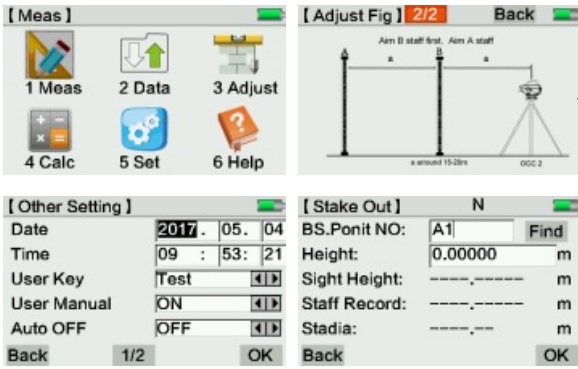 【Meas】
1 Meas 2 Data 3 Adjust
4 Calc 5 Set 6 Help
【Adjust Fig】 2/2 Back
Aim B staff first, Aim A staff
A B
a a
a around 15-20m OCC 2
【Other Setting】
Date 2017. 05. 04
Time 09 : 53: 21
User Key Test
User Manual ON
Auto OFF OFF
Back 1/2 OK
【Stake Out】 N
BS.Ponit NO: A1 Find
Height: 0.00000 m
Sight Height: ----.----- m
Staff Record: ----.----- m
Stadia: ----.-- m
Back OK